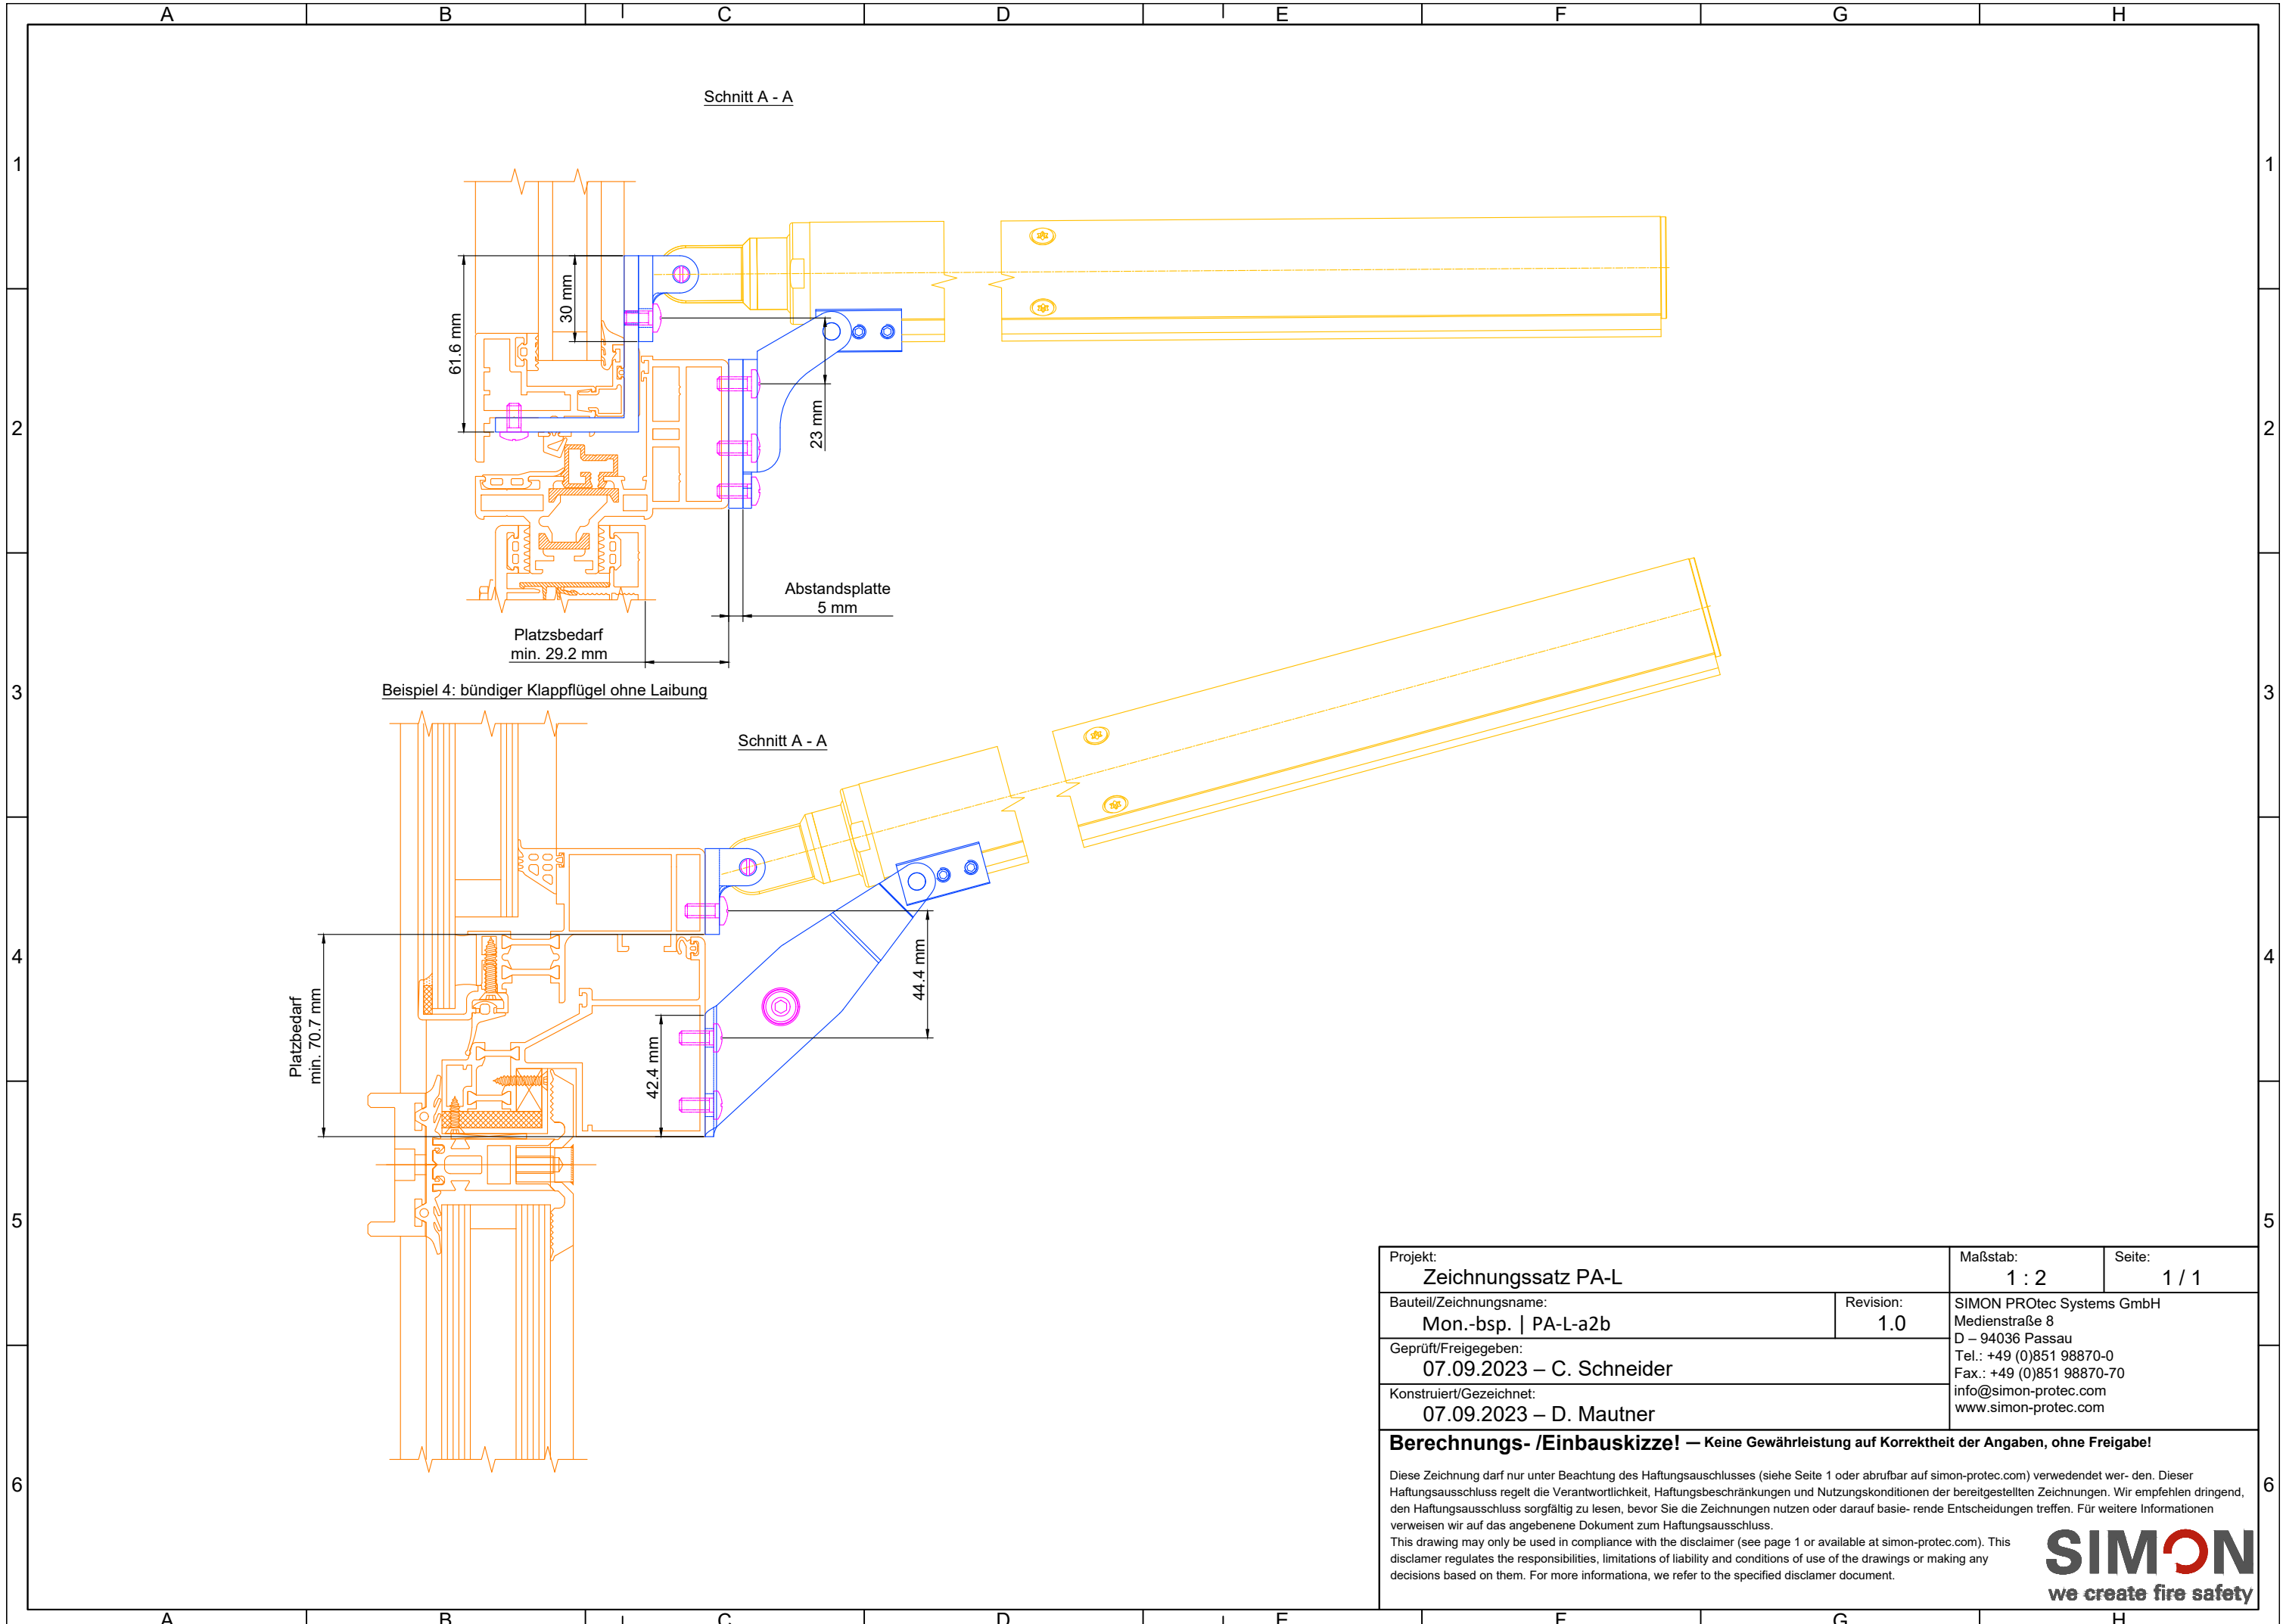 A B C D E F G H
Schnitt A - A
1 1
61.6 mm
30 mm
23 mm
2 2
Abstandsplatte
5 mm
Platzsbedarf
min. 29.2 mm
3 3
Beispiel 4: bündiger Klappflügel ohne Laibung
Schnitt A - A
4 4
Platzbedarf
min. 70.7 mm
44.4 mm
42.4 mm
5 5
Projekt:
Zeichnungssatz PA-L
Maßstab:
1 : 2
Seite:
1 / 1
Bauteil/Zeichnungsname:
Mon.-bsp. | PA-L-a2b
Revision:
1.0
Geprüft/Freigegeben:
07.09.2023 – C. Schneider
Konstruiert/Gezeichnet:
07.09.2023 – D. Mautner
SIMON PROtec Systems GmbH
Medienstraße 8
D – 94036 Passau
Tel.: +49 (0)851 98870-0
Fax.: +49 (0)851 98870-70
info@simon-protec.com
www.simon-protec.com
Berechnungs- /Einbauskizze! — Keine Gewährleistung auf Korrektheit der Angaben, ohne Freigabe!
6 6
Diese Zeichnung darf nur unter Beachtung des Haftungsauschlusses (siehe Seite 1 oder abrufbar auf simon-protec.com) verwedendet wer- den. Dieser
Haftungsausschluss regelt die Verantwortlichkeit, Haftungsbeschränkungen und Nutzungskonditionen der bereitgestellten Zeichnungen. Wir empfehlen dringend,
den Haftungsausschluss sorgfältig zu lesen, bevor Sie die Zeichnungen nutzen oder darauf basie- rende Entscheidungen treffen. Für weitere Informationen
verweisen wir auf das angebenene Dokument zum Haftungsausschluss.
This drawing may only be used in compliance with the disclaimer (see page 1 or available at simon-protec.com). This
disclamer regulates the responsibilities, limitations of liability and conditions of use of the drawings or making any
decisions based on them. For more informationa, we refer to the specified disclamer document.
SIMON
we create fire safety
A B C D E F G H